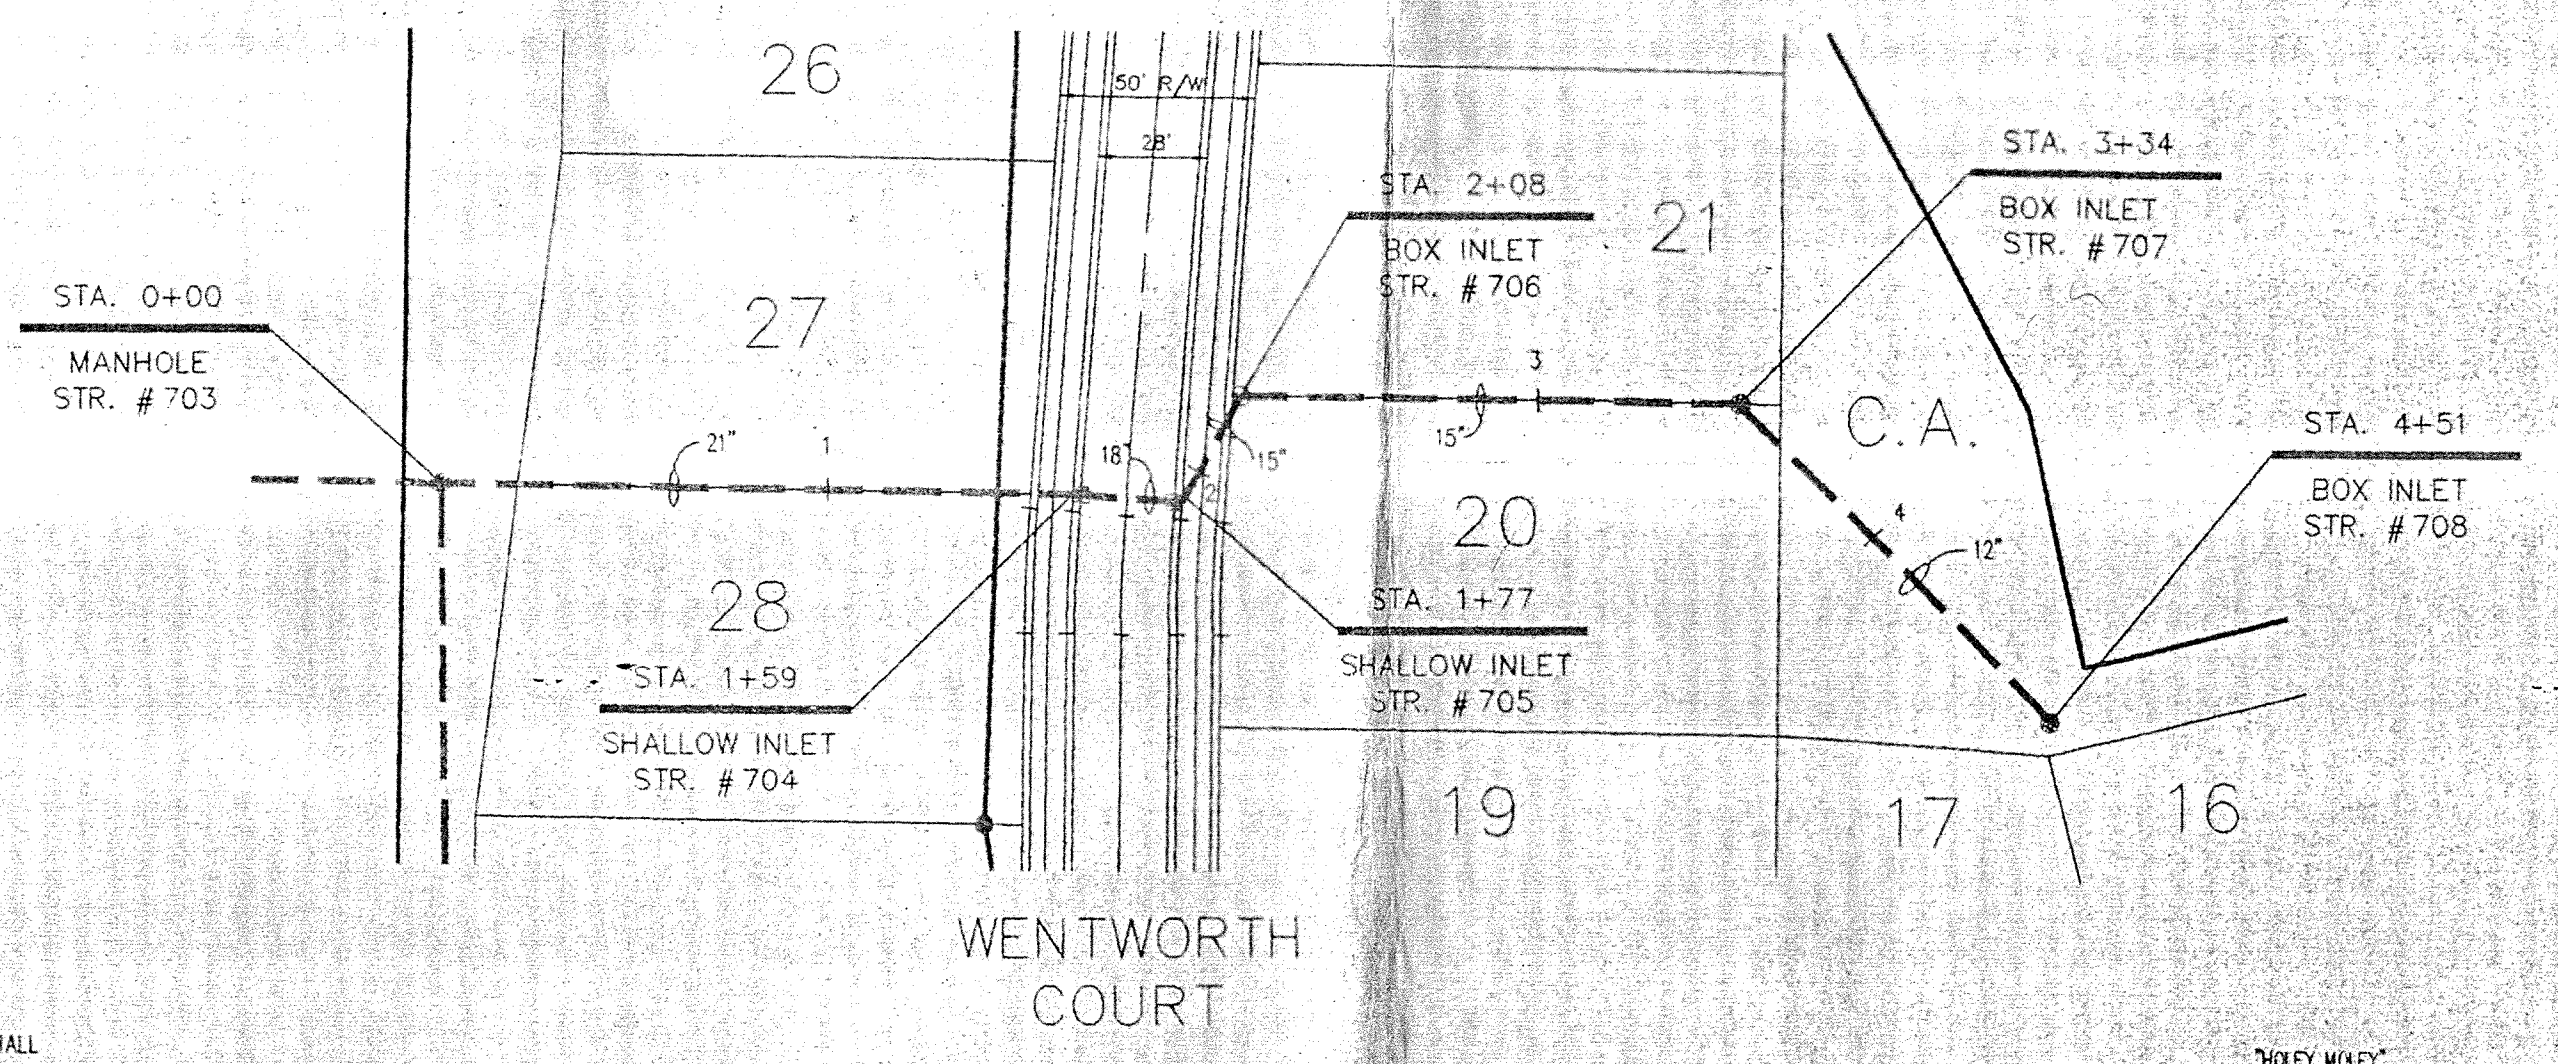 26
50' R/W
28'
STA. 3+34
BOX INLET
STR. #707
STA. 2+08
BOX INLET
STR. #706
21
STA. 0+00
MANHOLE
STR. #703
27
3
15"
C.A.
STA. 4+51
BOX INLET
STR. #708
21"
1
18"
15"
2
20
4
12"
28
STA. 1+59
SHALLOW INLET
STR. #704
STA. 1+77
SHALLOW INLET
STR. #705
19
17
16
WENTWORTH
COURT
"HOLEY MOLEY"